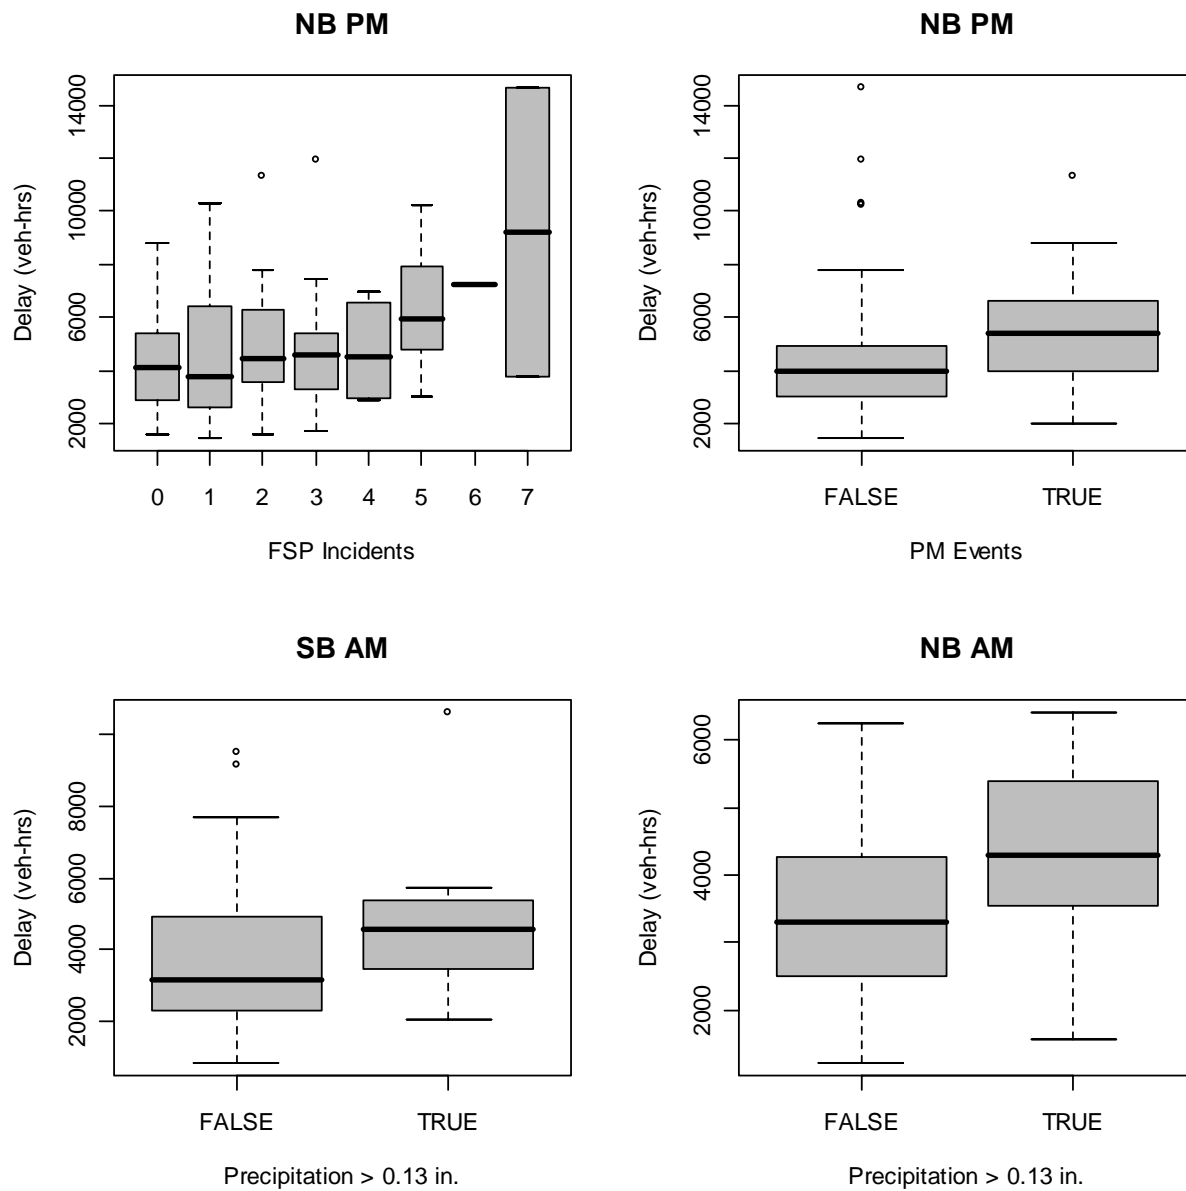 NB PM
Delay (veh-hrs)
14000
10000
6000
2000
0 1 2 3 4 5 6 7
FSP Incidents
NB PM
Delay (veh-hrs)
14000
10000
6000
2000
FALSE TRUE
PM Events
SB AM
Delay (veh-hrs)
8000
6000
4000
2000
FALSE TRUE
Precipitation > 0.13 in.
NB AM
Delay (veh-hrs)
6000
4000
2000
FALSE TRUE
Precipitation > 0.13 in.